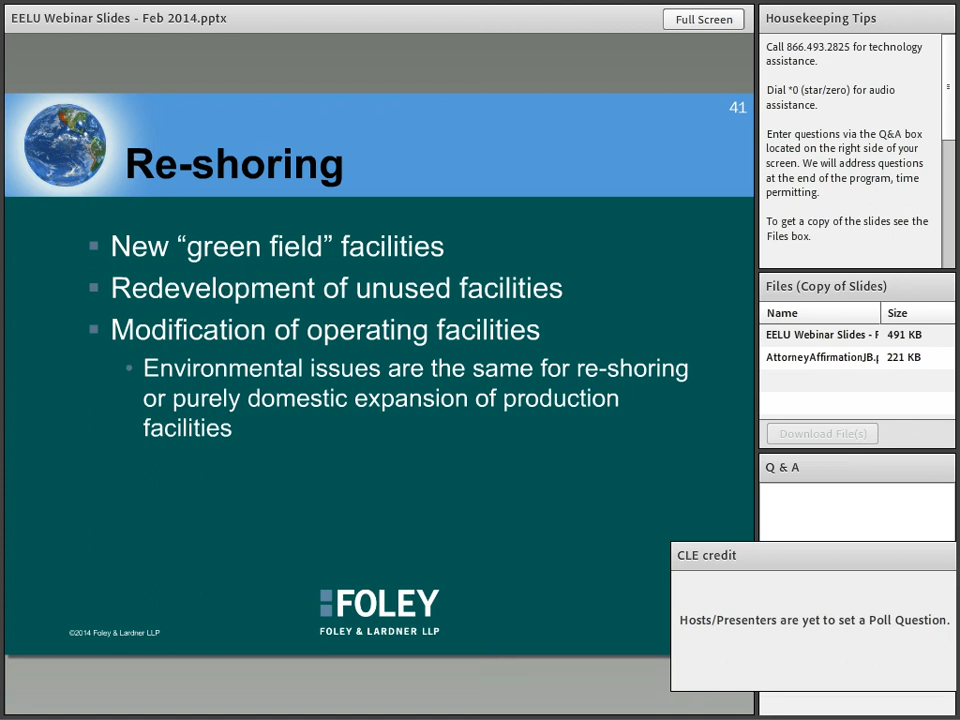 EELU Webinar Slides - Feb 2014.pptx
Full Screen
41
Re-shoring
New “green field” facilities
Redevelopment of unused facilities
Modification of operating facilities
Environmental issues are the same for re-shoring
or purely domestic expansion of production
facilities
FOLEY
FOLEY & LARDNER LLP
©2014 Foley & Lardner LLP
Housekeeping Tips
Call 866.493.2825 for technology
assistance.
Dial *0 (star/zero) for audio
assistance.
Enter questions via the Q&A box
located on the right side of your
screen. We will address questions
at the end of the program, time
permitting.
To get a copy of the slides see the
Files box.
Files (Copy of Slides)
Name Size
EELU Webinar Slides - F 491 KB
AttorneyAffirmationJB.p 221 KB
Download File(s)
Q & A
CLE credit
Hosts/Presenters are yet to set a Poll Question.